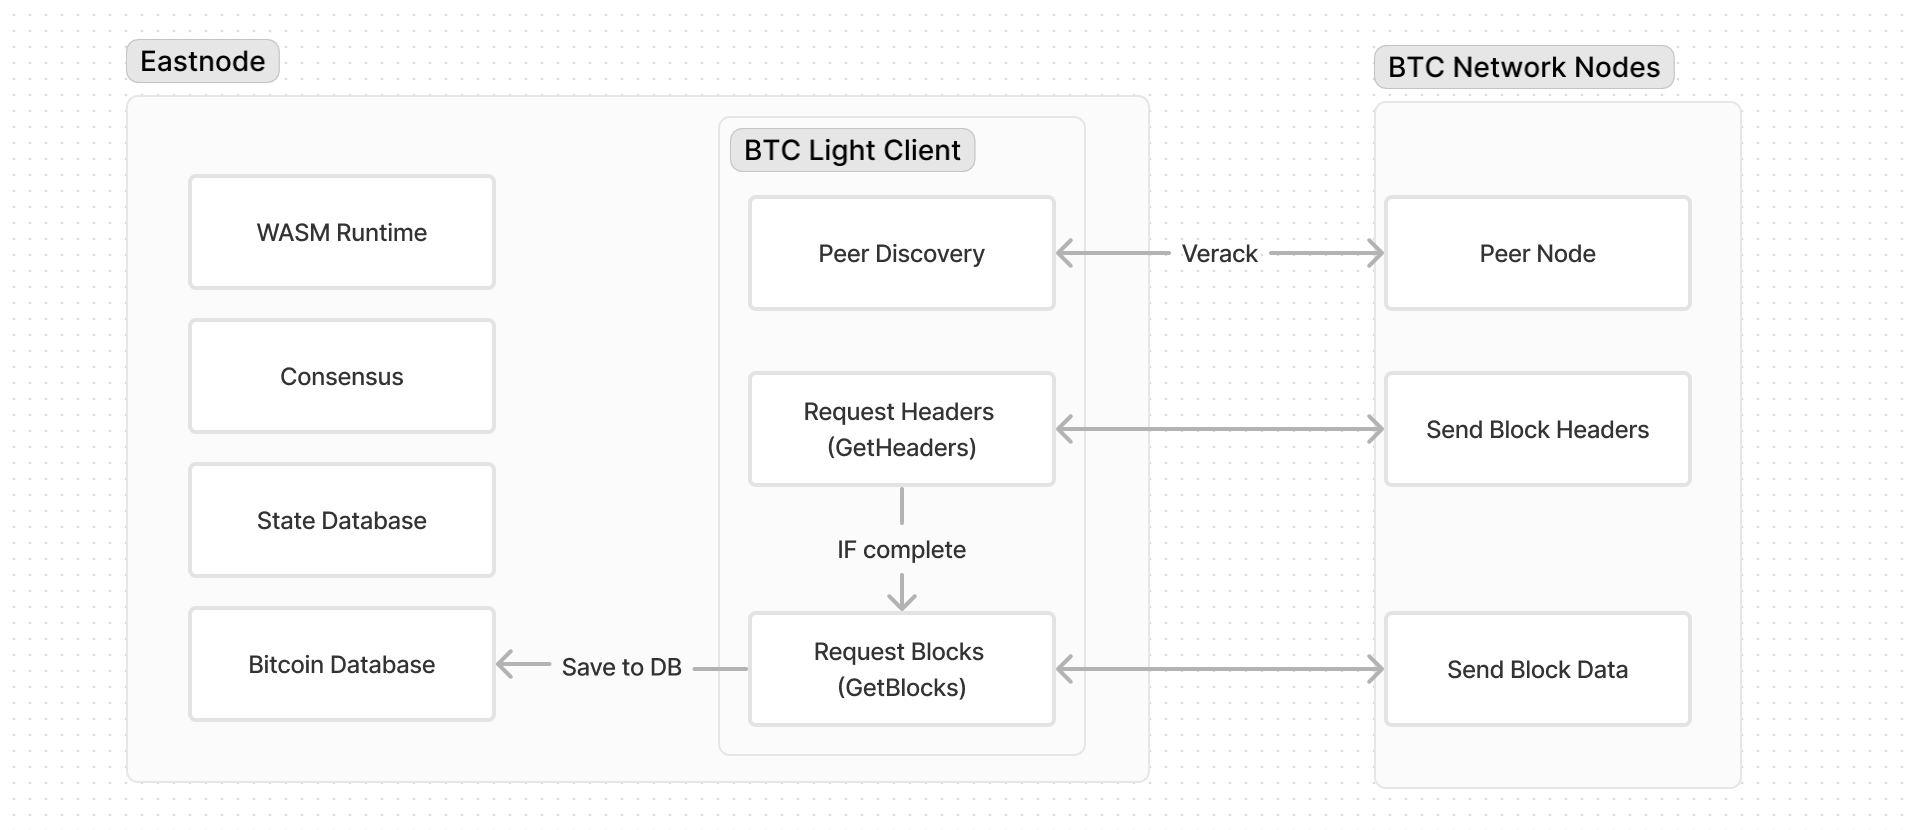 Eastnode
BTC Network Nodes
BTC Light Client
WASM Runtime
Peer Discovery
Verack
Peer Node
Consensus
Request Headers
(GetHeaders)
Send Block Headers
State Database
IF complete
Bitcoin Database
Save to DB
Request Blocks
(GetBlocks)
Send Block Data